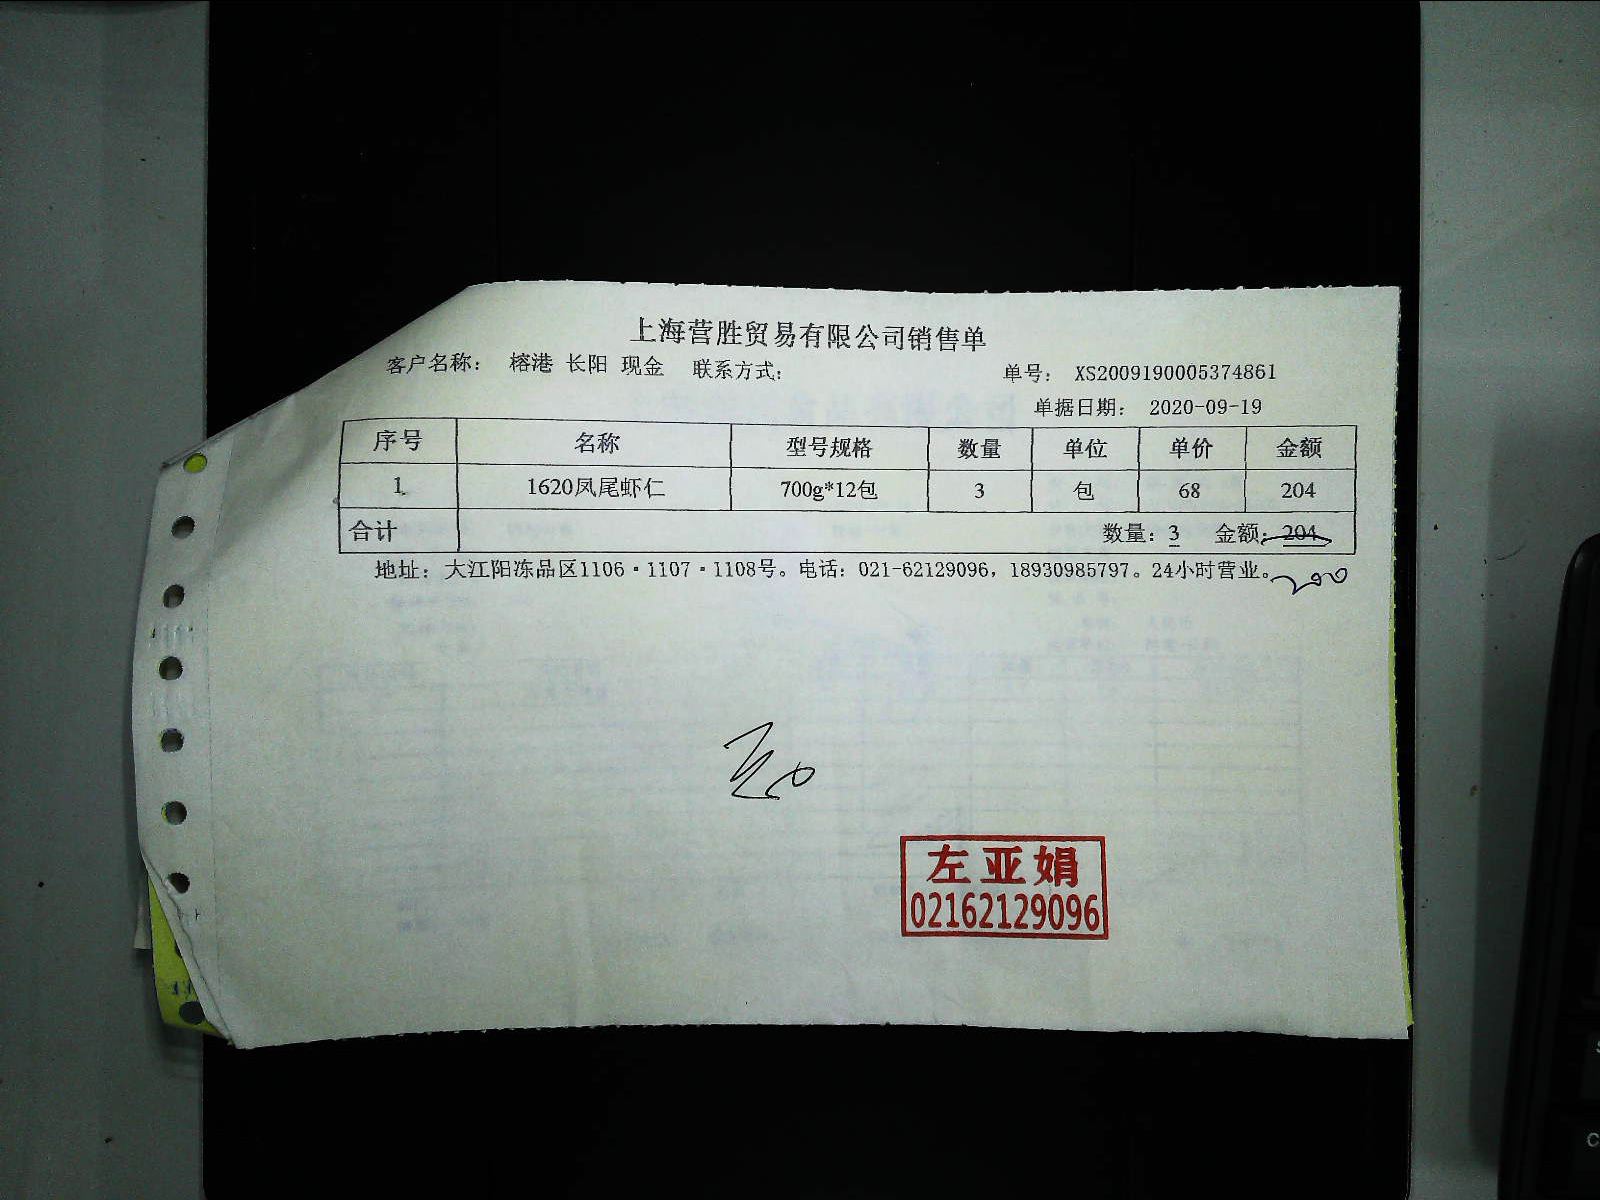 上海营胜贸易有限公司销售单
客户名称： 榕港 长阳 现金 联系方式： 单号： XS2009190005374861
单据日期： 2020-09-19
序号 名称 型号规格 数量 单位 单价 金额
1 1620凤尾虾仁 700g*12包 3 包 68 204
合计 数量：3 金额：204
地址：大江阳冻品区1106·1107·1108号。电话：021-62129096，18930985797。24小时营业。
200
左亚娟
02162129096